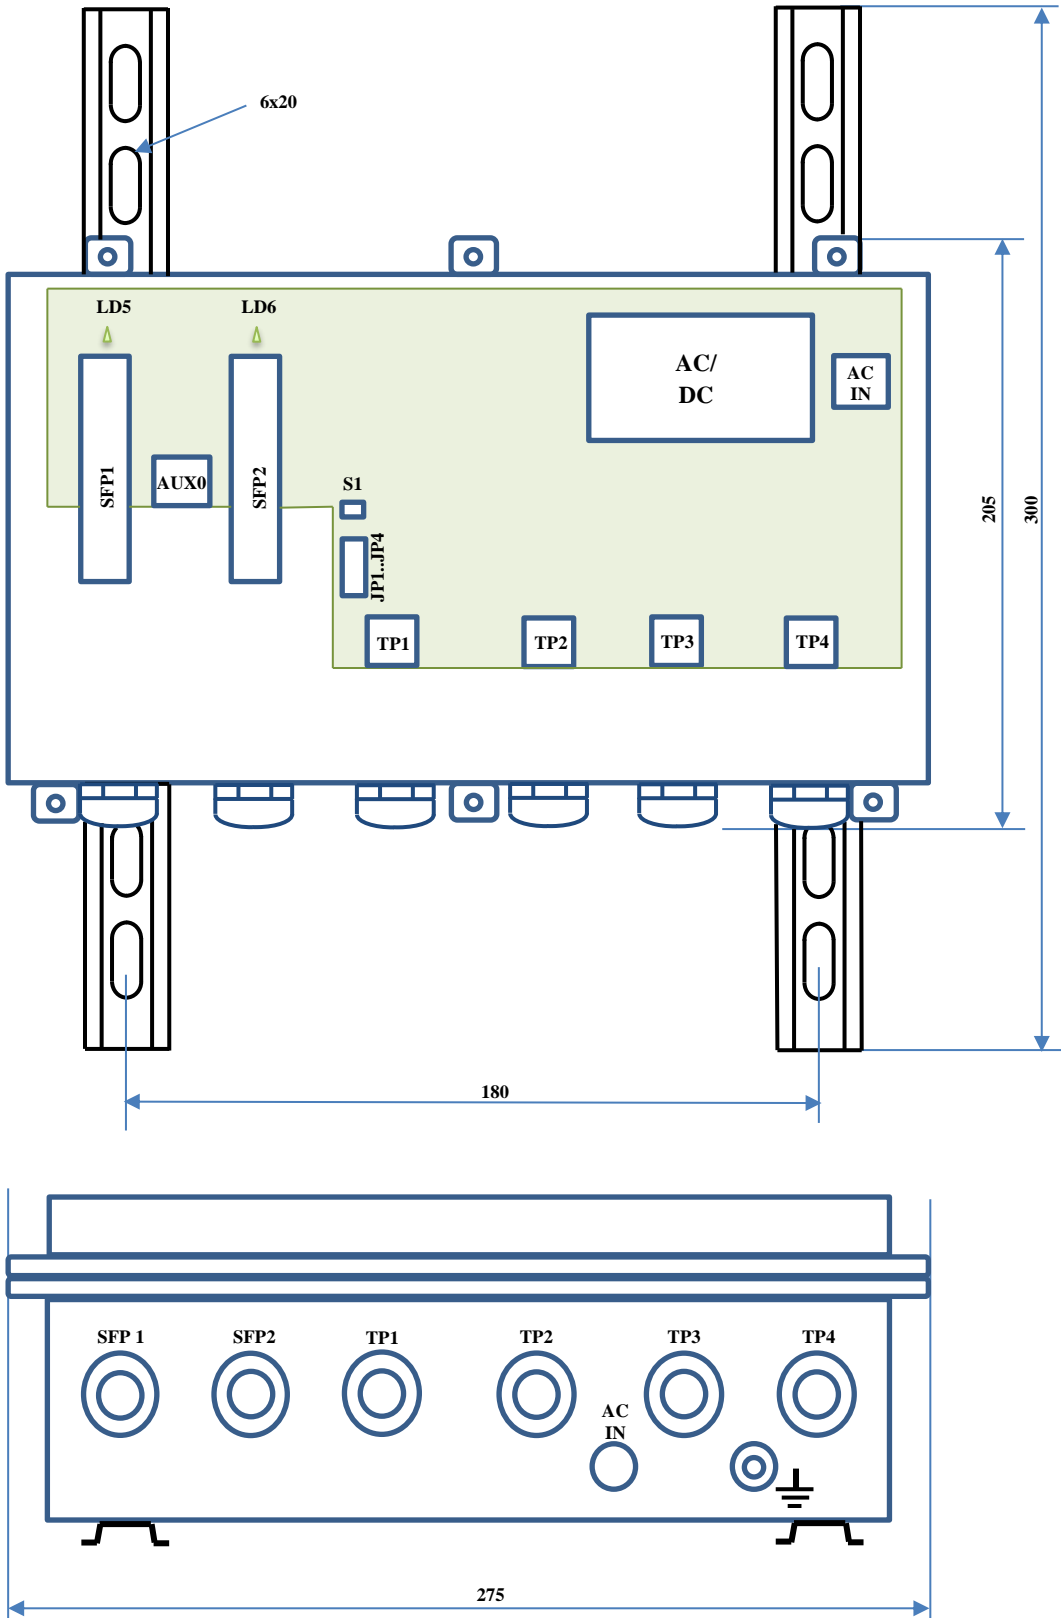 6x20
LD5
LD6
AC/
DC
AC
IN
SFP1
AUX0
SFP2
S1
JP1..JP4
205
300
TP1
TP2
TP3
TP4
180
SFP 1
SFP2
TP1
TP2
TP3
TP4
AC
IN
275